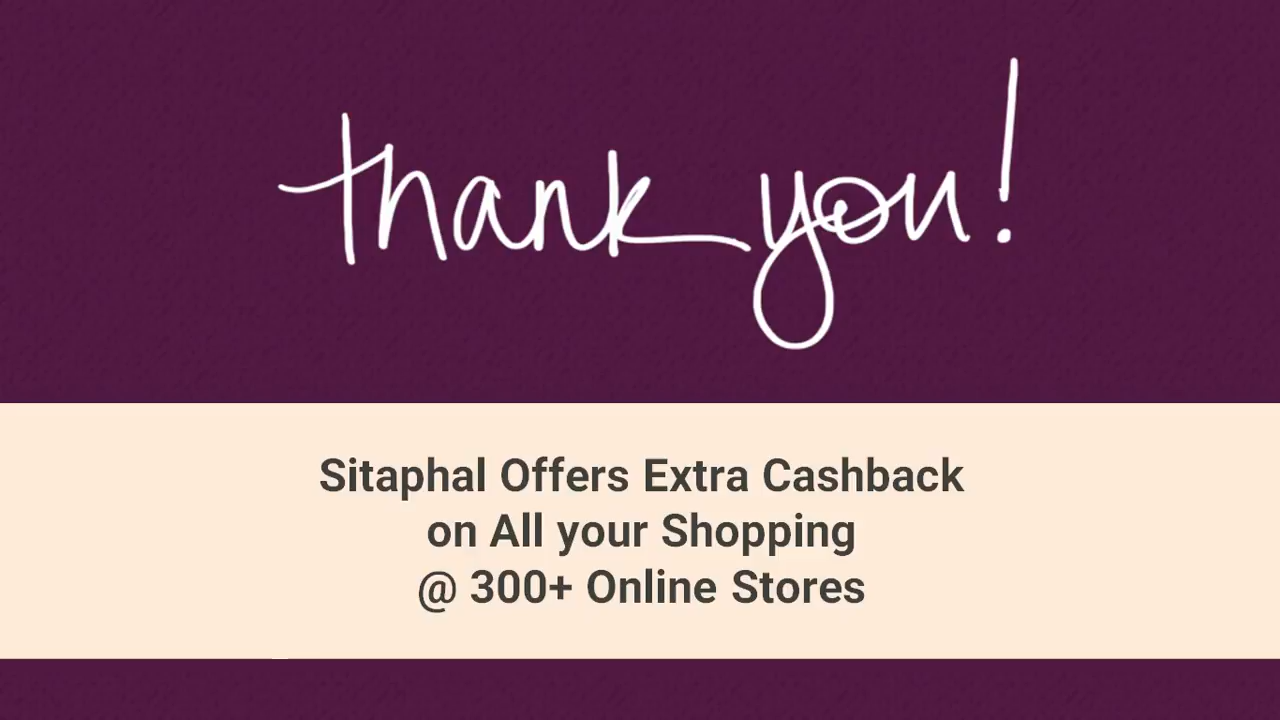 thank you!
Sitaphal Offers Extra Cashback
on All your Shopping
@ 300+ Online Stores